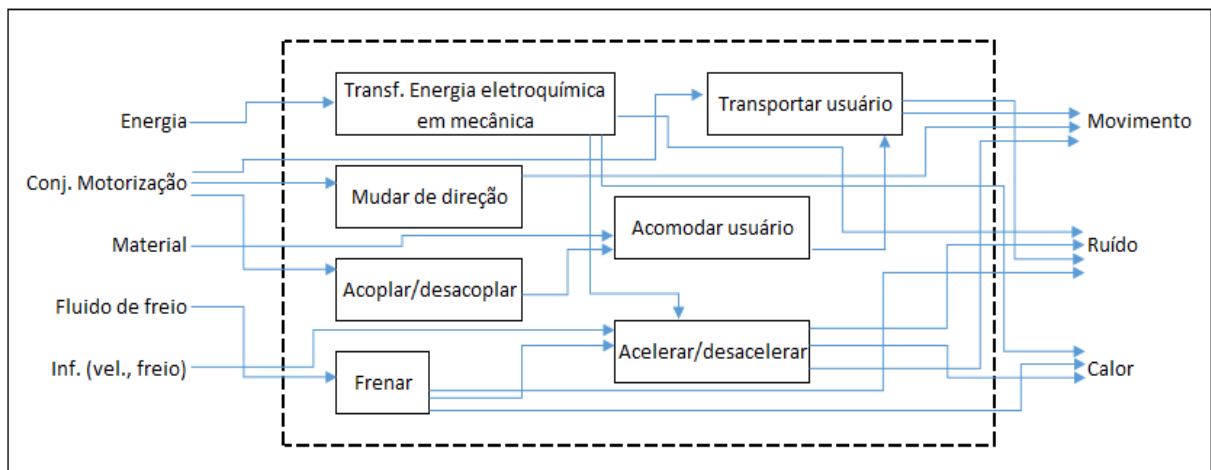 Transf. Energia eletroquímica
em mecânica
Transportar usuário
Energia
Movimento
Conj. Motorização
Mudar de direção
Acomodar usuário
Material
Ruído
Acoplar/desacoplar
Fluido de freio
Acelerar/desacelerar
Inf. (vel., freio)
Frenar
Calor